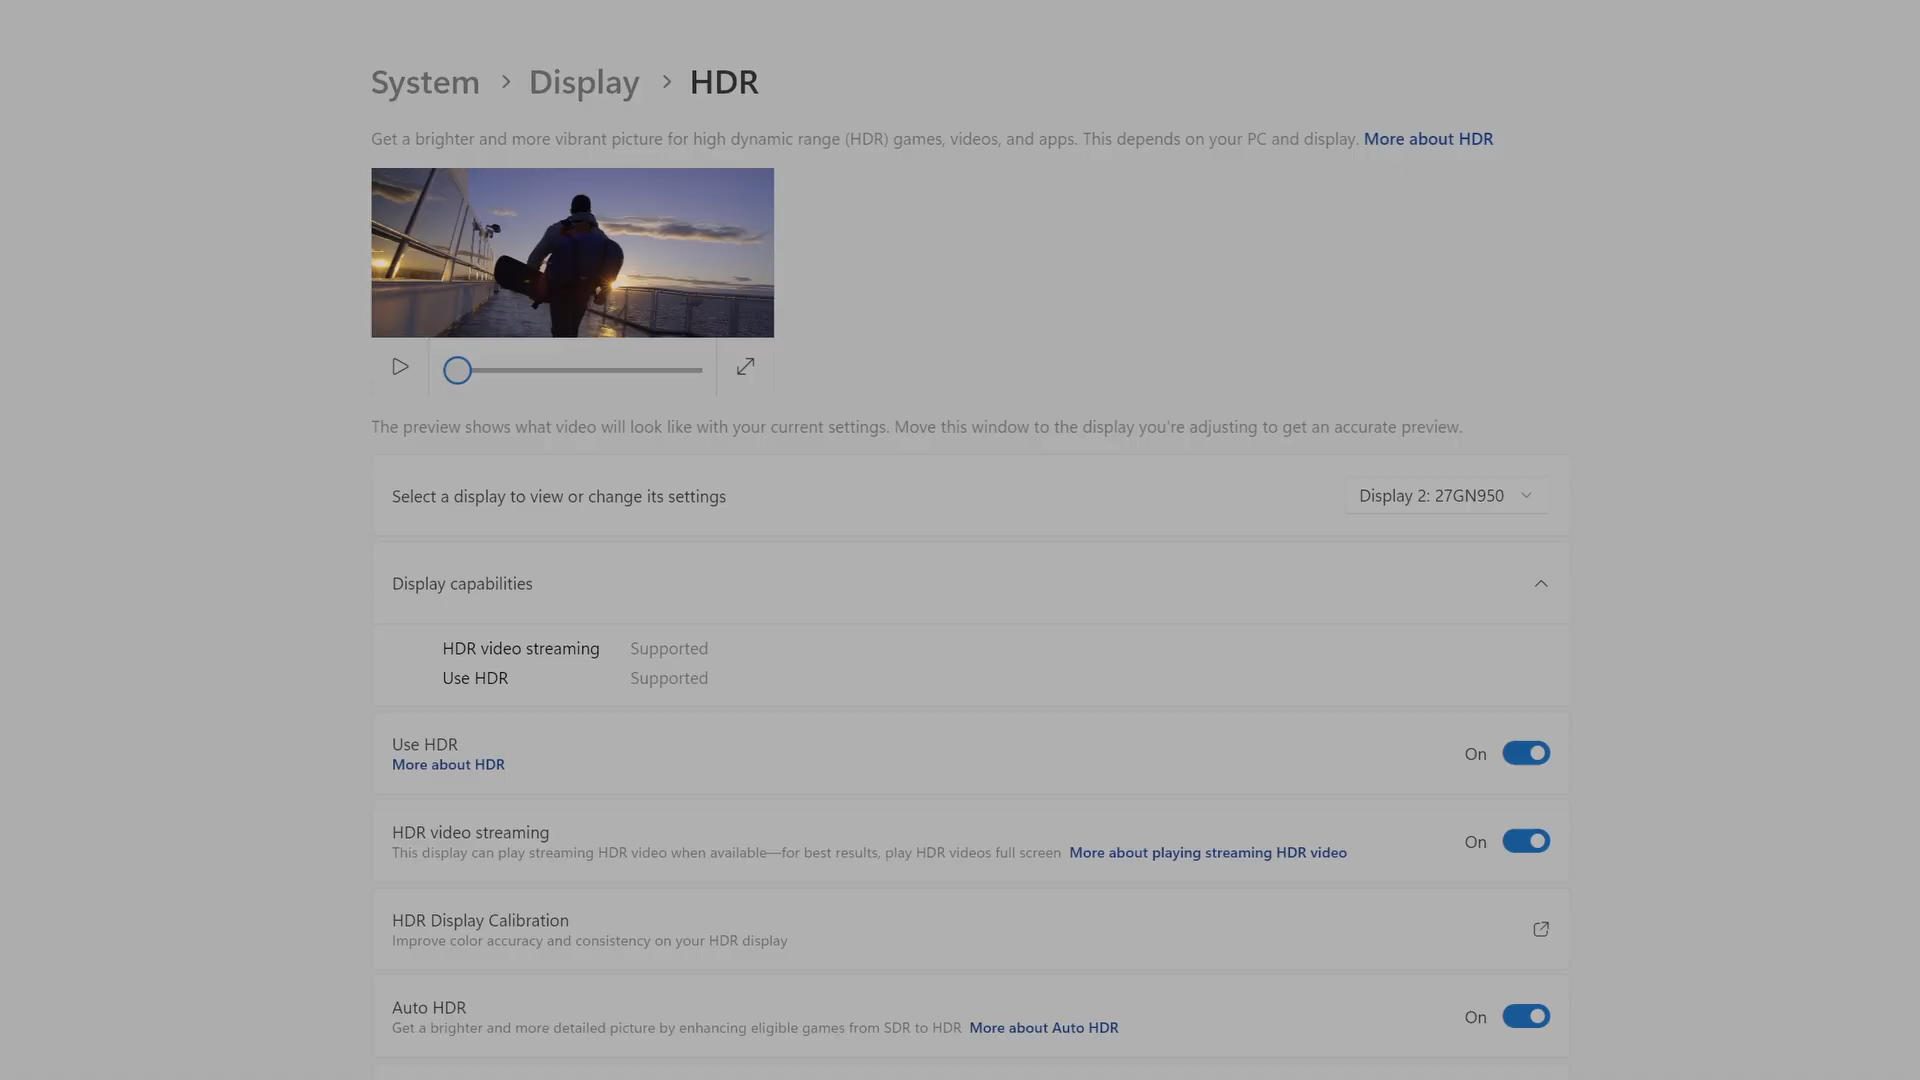 System > Display > HDR
Get a brighter and more vibrant picture for high dynamic range (HDR) games, videos, and apps. This depends on your PC and display. More about HDR
The preview shows what video will look like with your current settings. Move this window to the display you're adjusting to get an accurate preview.
Select a display to view or change its settings
Display 2: 27GN950
Display capabilities
HDR video streaming Supported
Use HDR Supported
Use HDR
More about HDR
On
HDR video streaming
This display can play streaming HDR video when available—for best results, play HDR videos full screen More about playing streaming HDR video
On
HDR Display Calibration
Improve color accuracy and consistency on your HDR display
Auto HDR
Get a brighter and more detailed picture by enhancing eligible games from SDR to HDR More about Auto HDR
On